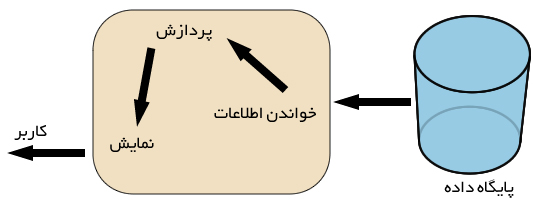 پردازش
خواندن اطلاعات
نمایش
کاربر
پایگاه داده